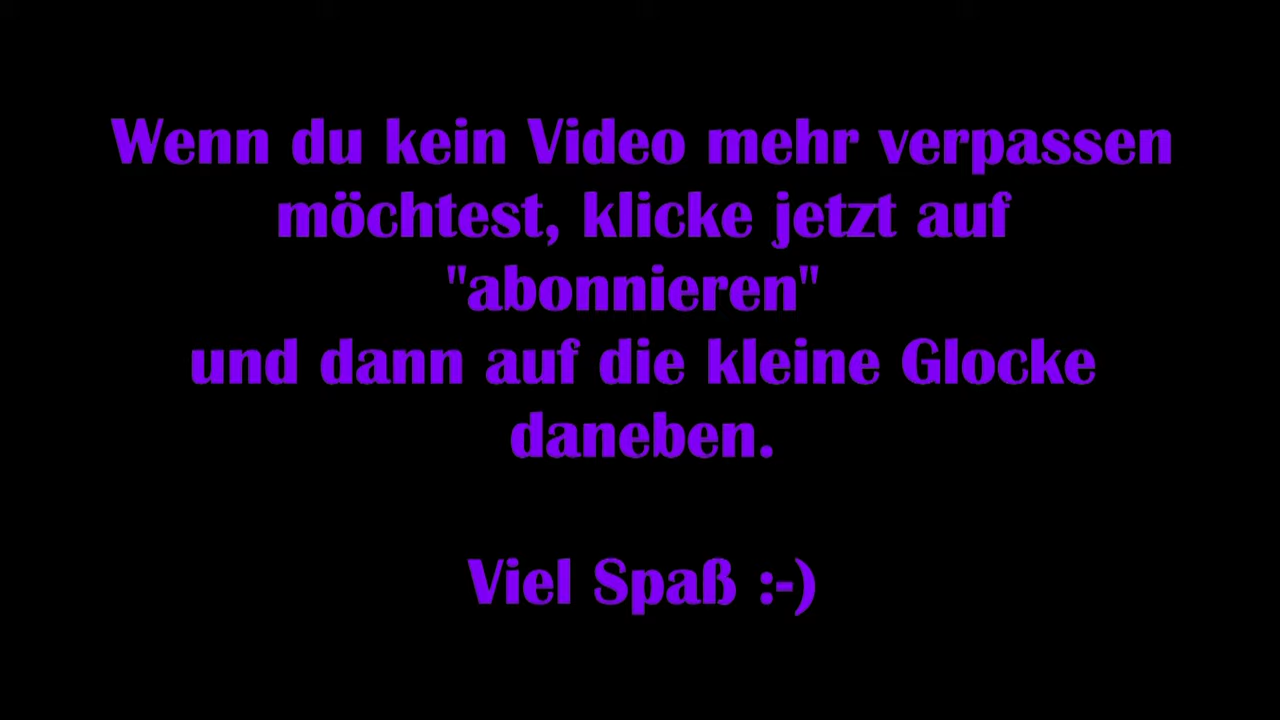 Wenn du kein Video mehr verpassen
möchtest, klicke jetzt auf
"abonnieren"
und dann auf die kleine Glocke
daneben.
Viel Spaß :-)